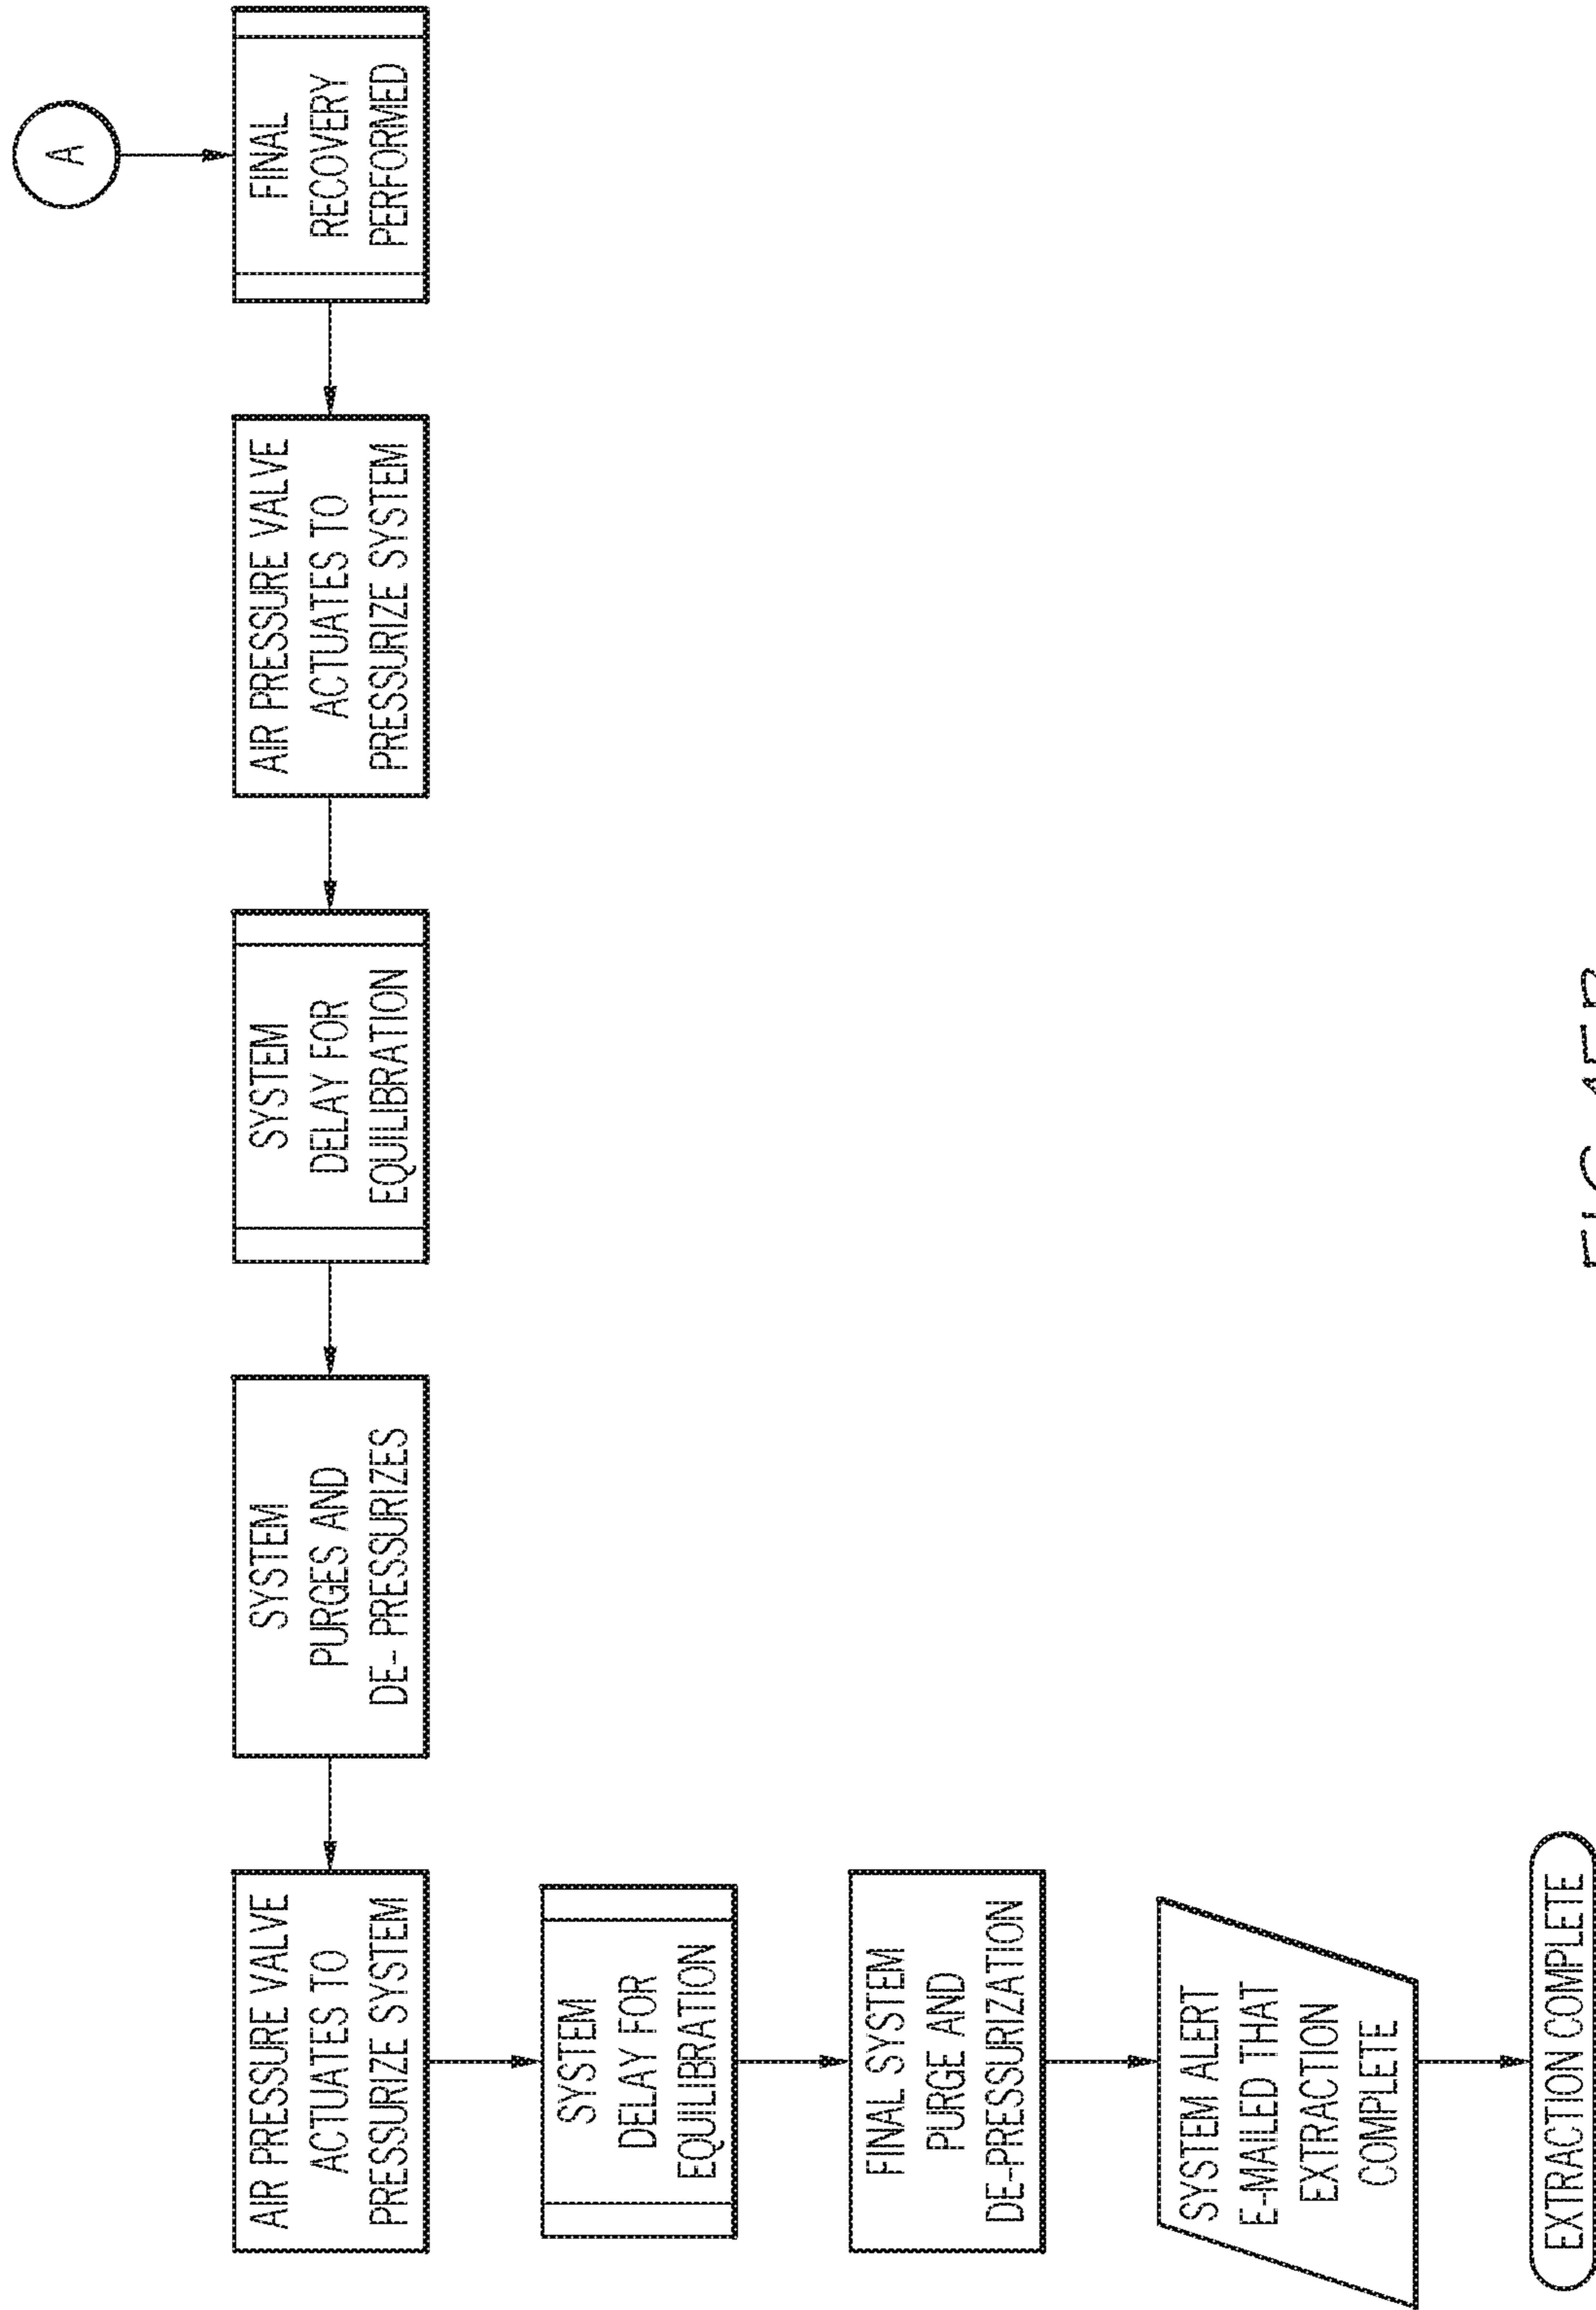 A
FINAL
RECOVERY
PERFORMED
AIR PRESSURE VALVE
ACTUATES TO
PRESSURIZE SYSTEM
SYSTEM
DELAY FOR
EQUILIBRATION
SYSTEM
PURGES AND
DE- PRESSURIZES
AIR PRESSURE VALVE
ACTUATES TO
PRESSURIZE SYSTEM
SYSTEM
DELAY FOR
EQUILIBRATION
FINAL SYSTEM
PURGE AND
DE-PRESSURIZATION
SYSTEM ALERT
E-MAILED THAT
EXTRACTION
COMPLETE
EXTRACTION COMPLETE
FIG.